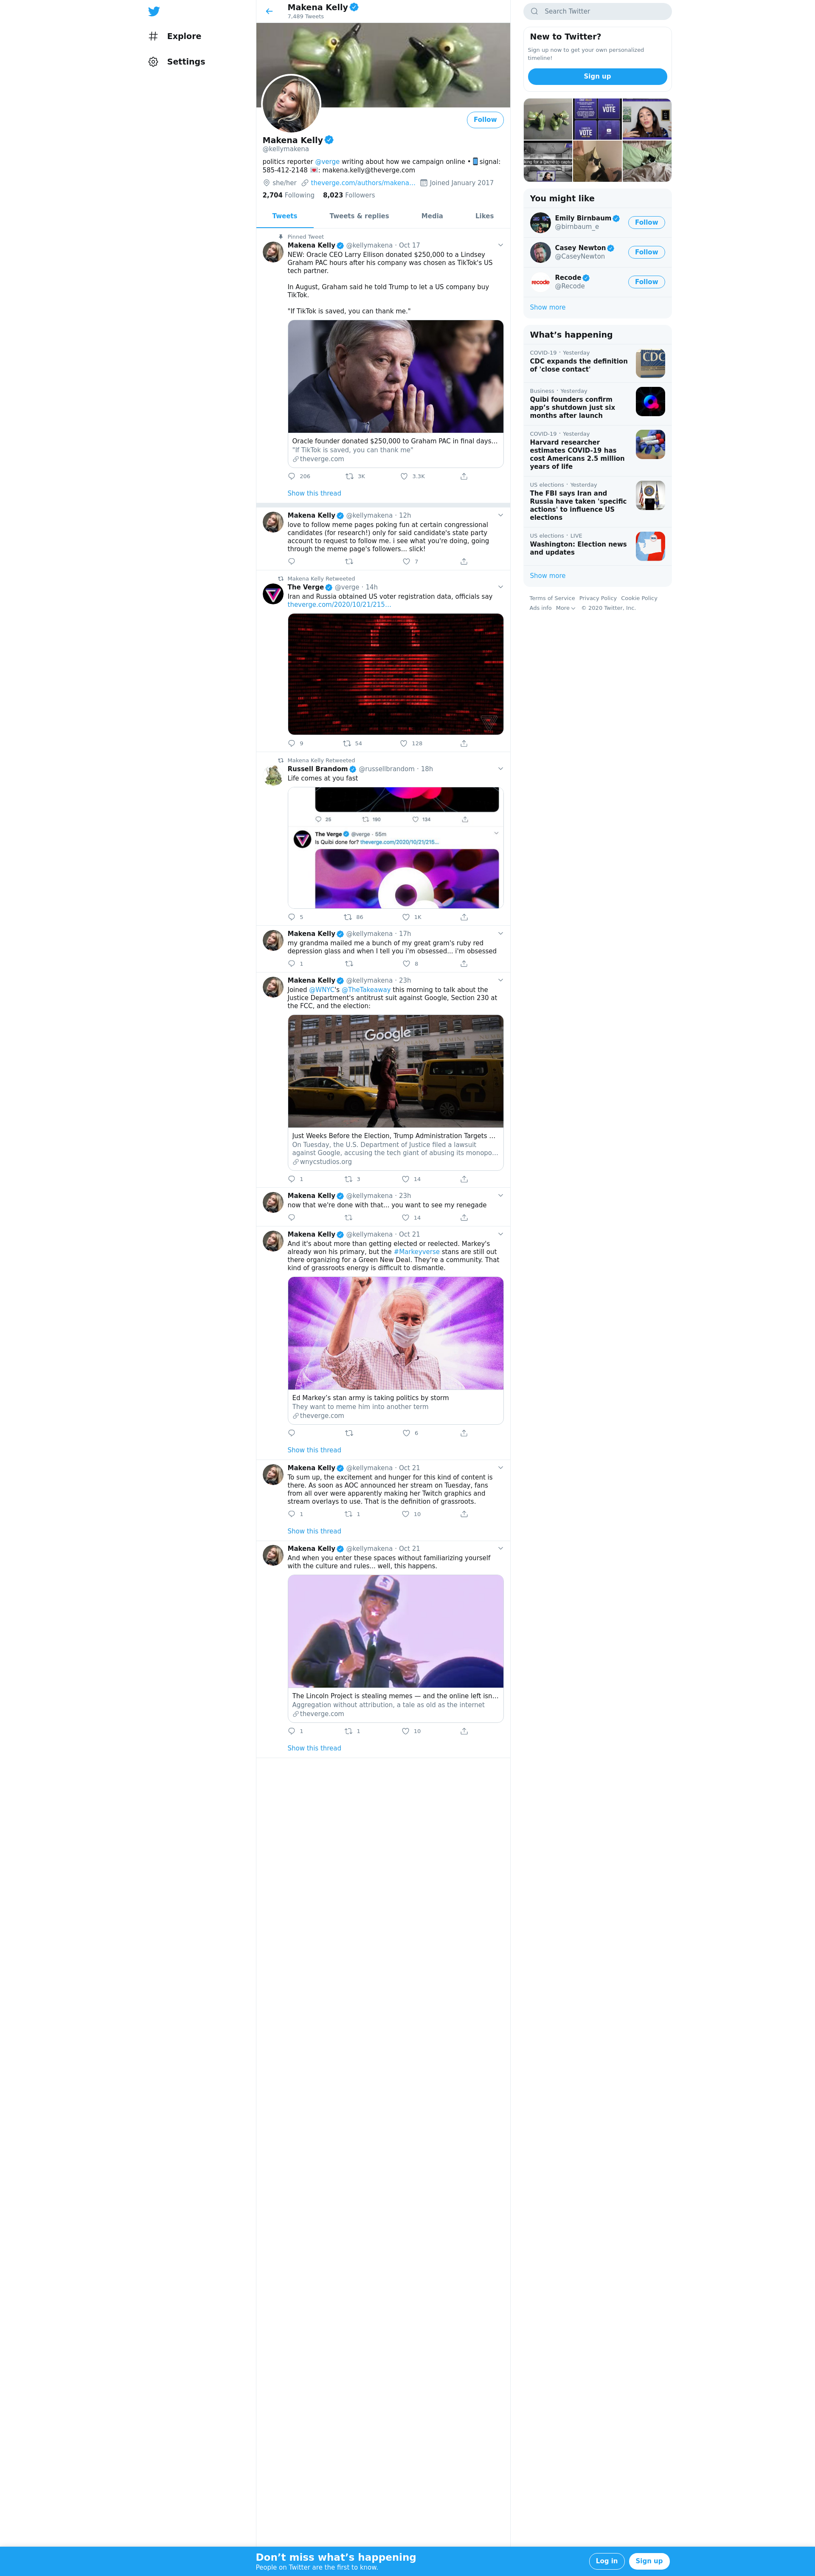 Explore
Settings
Makena Kelly
7,489 Tweets
Follow
Makena Kelly
@kellymakena
politics reporter @verge writing about how we campaign online • signal:
585-412-2148 : makena.kelly@theverge.com
she/her theverge.com/authors/makena… Joined January 2017
2,704 Following 8,023 Followers
Tweets Tweets & replies Media Likes
Pinned Tweet
Makena Kelly @kellymakena · Oct 17
NEW: Oracle CEO Larry Ellison donated $250,000 to a Lindsey
Graham PAC hours after his company was chosen as TikTok's US
tech partner.
In August, Graham said he told Trump to let a US company buy
TikTok.
"If TikTok is saved, you can thank me."
Oracle founder donated $250,000 to Graham PAC in final days…
"If TikTok is saved, you can thank me"
theverge.com
206 3K 3.3K
Show this thread
Makena Kelly @kellymakena · 12h
love to follow meme pages poking fun at certain congressional
candidates (for research!) only for said candidate's state party
account to request to follow me. i see what you're doing, going
through the meme page's followers... slick!
7
Makena Kelly Retweeted
The Verge @verge · 14h
Iran and Russia obtained US voter registration data, officials say
theverge.com/2020/10/21/215…
9 54 128
Makena Kelly Retweeted
Russell Brandom @russellbrandom · 18h
Life comes at you fast
35 190 134
The Verge @verge · 55m
Is Quibi done for? theverge.com/2020/10/21/215…
5 86 1K
Makena Kelly @kellymakena · 17h
my grandma mailed me a bunch of my great gram's ruby red
depression glass and when I tell you i'm obsessed... i'm obsessed
1 8
Makena Kelly @kellymakena · 23h
Joined @WNYC's @TheTakeaway this morning to talk about the
Justice Department's antitrust suit against Google, Section 230 at
the FCC, and the election:
Google
Just Weeks Before the Election, Trump Administration Targets …
On Tuesday, the U.S. Department of Justice filed a lawsuit
against Google, accusing the tech giant of abusing its monopo…
wnycstudios.org
1 3 14
Makena Kelly @kellymakena · 23h
now that we're done with that... you want to see my renegade
14
Makena Kelly @kellymakena · Oct 21
And it's about more than getting elected or reelected. Markey's
already won his primary, but the #Markeyverse stans are still out
there organizing for a Green New Deal. They're a community. That
kind of grassroots energy is difficult to dismantle.
Ed Markey's stan army is taking politics by storm
They want to meme him into another term
theverge.com
6
Show this thread
Makena Kelly @kellymakena · Oct 21
To sum up, the excitement and hunger for this kind of content is
there. As soon as AOC announced her stream on Tuesday, fans
from all over were apparently making her Twitch graphics and
stream overlays to use. That is the definition of grassroots.
1 1 10
Show this thread
Makena Kelly @kellymakena · Oct 21
And when you enter these spaces without familiarizing yourself
with the culture and rules... well, this happens.
The Lincoln Project is stealing memes — and the online left isn…
Aggregation without attribution, a tale as old as the internet
theverge.com
1 1 10
Show this thread
Search Twitter
New to Twitter?
Sign up now to get your own personalized
timeline!
Sign up
VOTE
VOTE
You might like
Emily Birnbaum
@birnbaum_e
Follow
Casey Newton
@CaseyNewton
Follow
recode
Recode
@Recode
Follow
Show more
What's happening
COVID-19 · Yesterday
CDC expands the definition
of 'close contact'
CDC
Business · Yesterday
Quibi founders confirm
app's shutdown just six
months after launch
COVID-19 · Yesterday
Harvard researcher
estimates COVID-19 has
cost Americans 2.5 million
years of life
US elections · Yesterday
The FBI says Iran and
Russia have taken 'specific
actions' to influence US
elections
US elections · LIVE
Washington: Election news
and updates
Show more
Terms of Service Privacy Policy Cookie Policy
Ads info More © 2020 Twitter, Inc.
Don't miss what's happening
People on Twitter are the first to know.
Log in Sign up